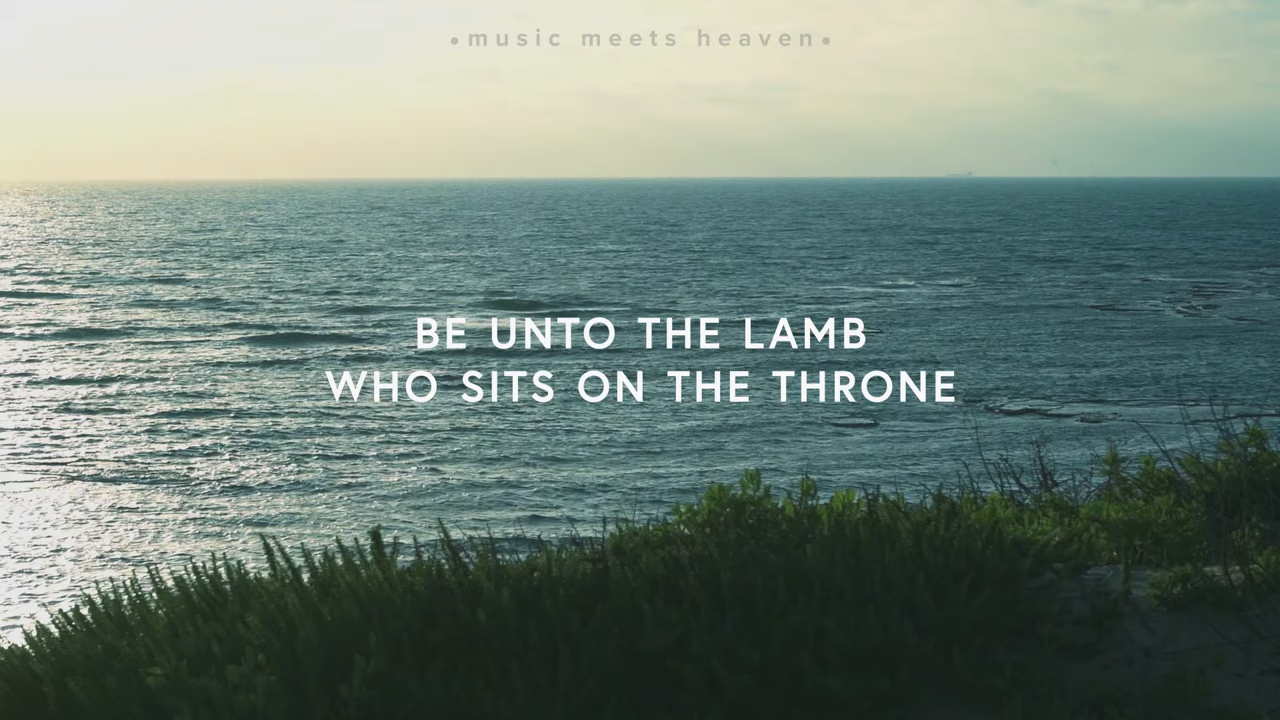 •music meets heaven•
BE UNTO THE LAMB
WHO SITS ON THE THRONE